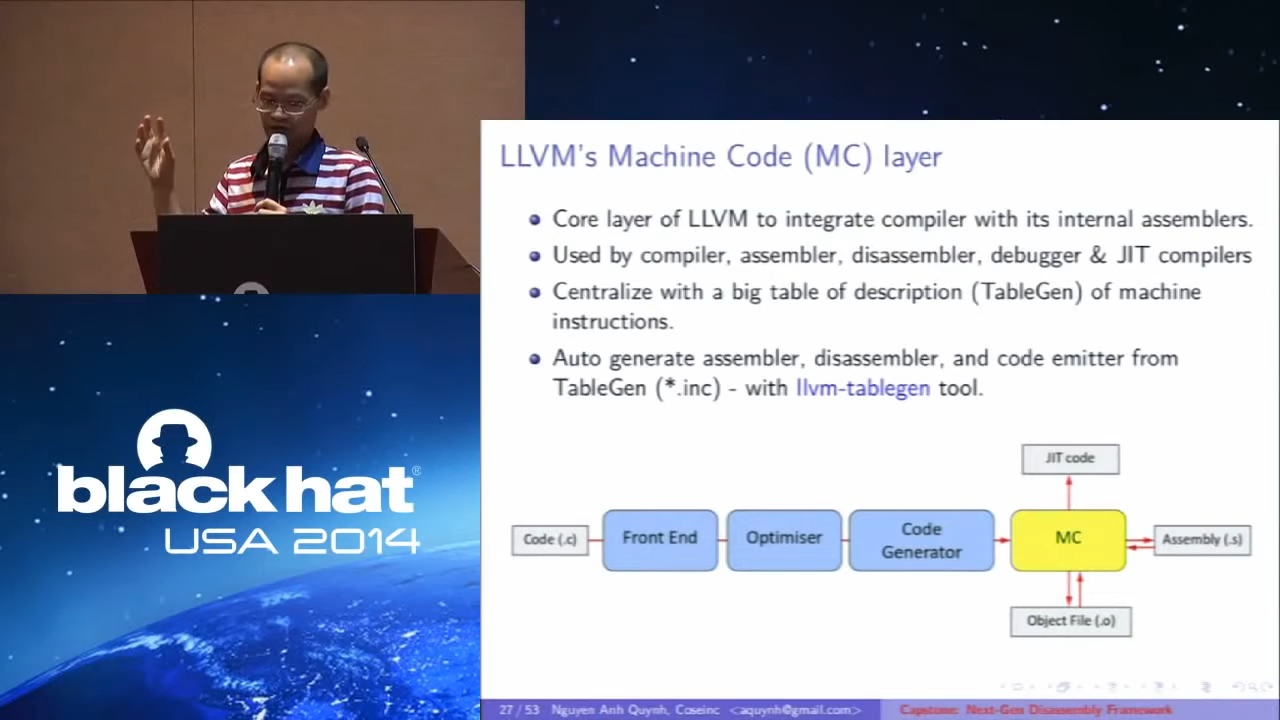 LLVM's Machine Code (MC) layer
Core layer of LLVM to integrate compiler with its internal assemblers.
Used by compiler, assembler, disassembler, debugger & JIT compilers
Centralize with a big table of description (TableGen) of machine
instructions.
Auto generate assembler, disassembler, and code emitter from
TableGen (*.inc) - with llvm-tablegen tool.
JIT code
Code (.c)
Front End
Optimiser
Code
Generator
MC
Assembly (.s)
Object File (.o)
27 / 53
Nguyen Anh Quynh, Coseinc <aquynh@gmail.com>
Capstone: Next-Gen Disassembly Framework
black hat®
USA 2014